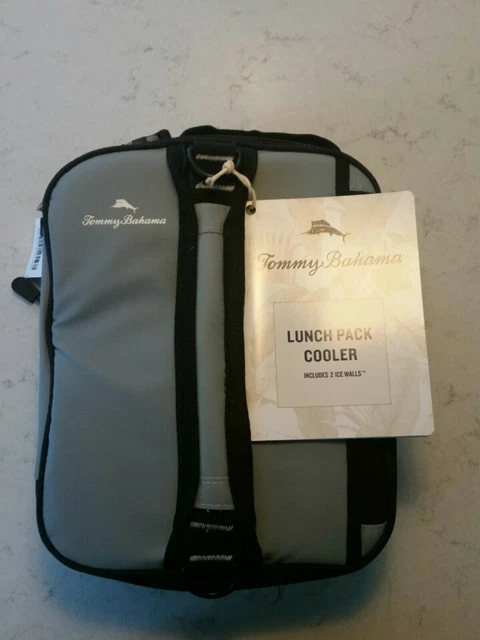 Tommy Bahama
Tommy Bahama
LUNCH PACK
COOLER
INCLUDES 2 ICE WALLS™